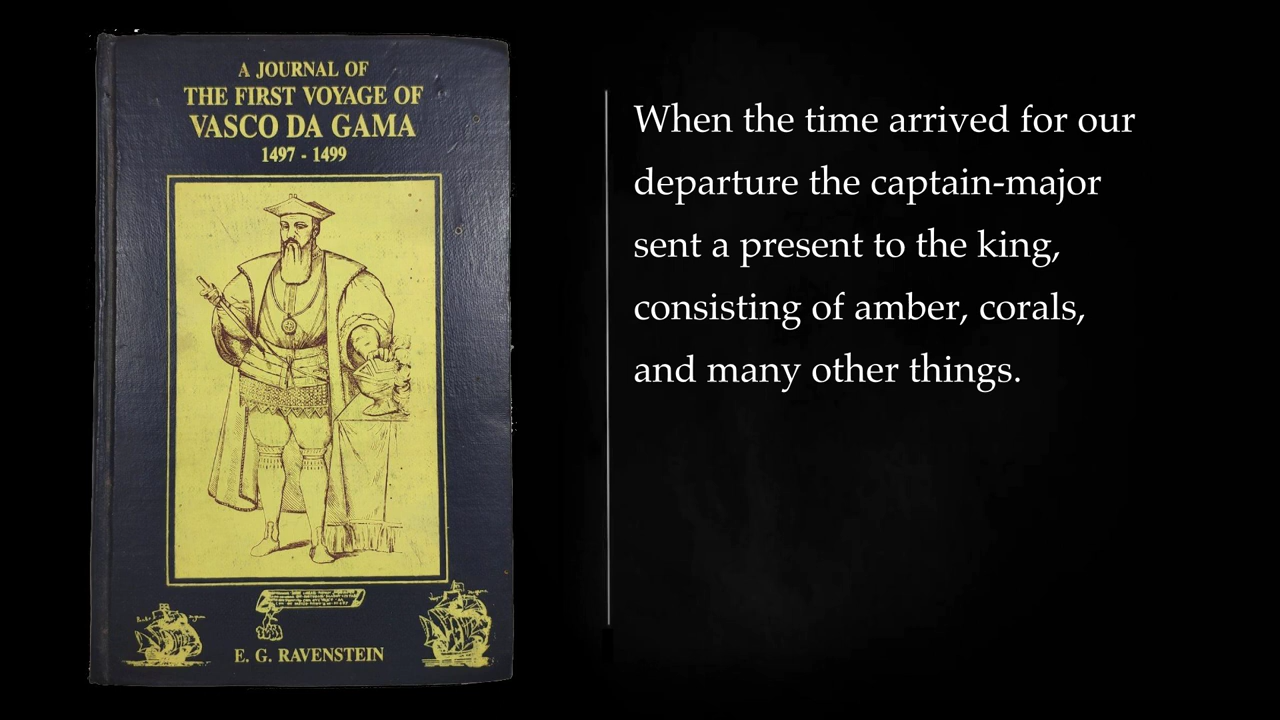 A JOURNAL OF
THE FIRST VOYAGE OF
VASCO DA GAMA
1497 - 1499
E. G. RAVENSTEIN
When the time arrived for our
departure the captain-major
sent a present to the king,
consisting of amber, corals,
and many other things.